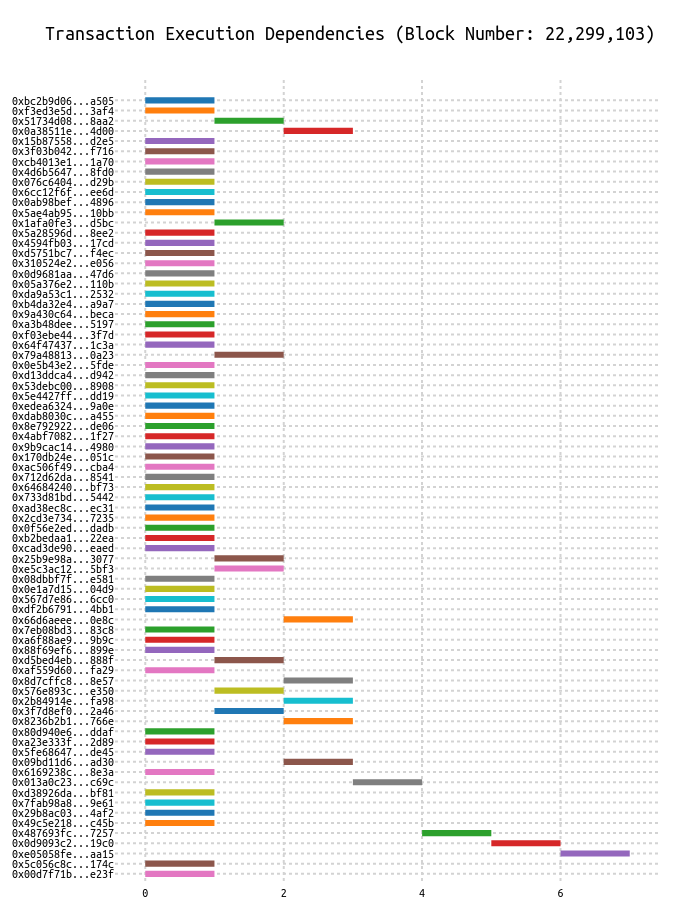 Transaction Execution Dependencies (Block Number: 22,299,103)
0xbc2b9d06...a505
0xf3ed3e5d...3af4
0x51734d08...8aa2
0x0a38511e...4d00
0x15b87558...d2e5
0x3f03b042...f716
0xcb4013e1...1a70
0x4d6b5647...8fd0
0x076c6404...d29b
0x6cc12f6f...ee6d
0x0ab98bef...4896
0x5ae4ab95...10bb
0x1afa0fe3...d5bc
0x5a28596d...8ee2
0x4594fb03...17cd
0xd5751bc7...f4ec
0x310524e2...e056
0x0d9681aa...47d6
0x05a376e2...110b
0xda9a53c1...2532
0xb4da32e4...a9a7
0x9a430c64...beca
0xa3b48dee...5197
0xf03ebe44...3f7d
0x64f47437...1c3a
0x79a48813...0a23
0x0e5b43e2...5fde
0xd13ddca4...d942
0x53debc00...8908
0x5e4427ff...dd19
0xedea6324...9a0e
0xdab8030c...a455
0x8e792922...de06
0x4abf7082...1f27
0x9b9cac14...4980
0x170db24e...051c
0xac506f49...cba4
0x712d62da...8541
0x64684240...bf73
0x733d81bd...5442
0xad38ec8c...ec31
0x2cd3e734...7235
0x0f56e2ed...dadb
0xb2bedaa1...22ea
0xcad3de90...eaed
0x25b9e98a...3077
0xe5c3ac12...5bf3
0x08dbbf7f...e581
0x0e1a7d15...04d9
0x567d7e86...6cc0
0xdf2b6791...4bb1
0x66d6aeee...0e8c
0x7eb08bd3...83c8
0xa6f88ae9...9b9c
0x88f69ef6...899e
0xd5bed4eb...888f
0xaf559d60...fa29
0x8d7cffc8...8e57
0x576e893c...e350
0x2b84914e...fa98
0x3f7d8ef0...2a46
0x8236b2b1...766e
0x80d940e6...ddaf
0xa23e333f...2d89
0x5fe68647...de45
0x09bd11d6...ad30
0x6169238c...8e3a
0x013a0c23...c69c
0xd38926da...bf81
0x7fab98a8...9e61
0x29b8ac03...4af2
0x49c5e218...c45b
0x487693fc...7257
0x0d9093c2...19c0
0xe05058fe...aa15
0x5c056c8c...174c
0x00d7f71b...e23f
0 2 4 6